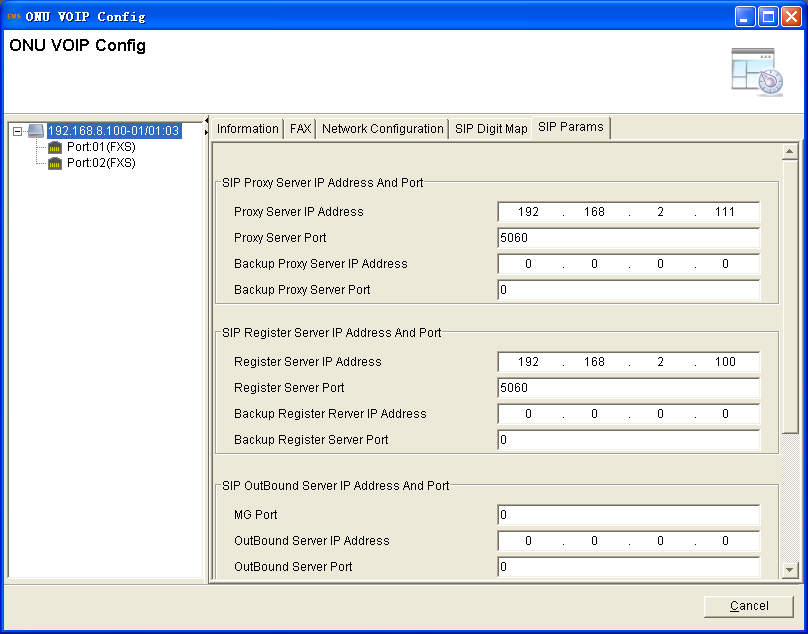 EMS ONU VOIP Config
ONU VOIP Config
192.168.8.100-01/01:03
Port:01(FXS)
Port:02(FXS)
Information FAX Network Configuration SIP Digit Map SIP Params
SIP Proxy Server IP Address And Port
Proxy Server IP Address 192 . 168 . 2 . 111
Proxy Server Port 5060
Backup Proxy Server IP Address 0 . 0 . 0 . 0
Backup Proxy Server Port 0
SIP Register Server IP Address And Port
Register Server IP Address 192 . 168 . 2 . 100
Register Server Port 5060
Backup Register Rerver IP Address 0 . 0 . 0 . 0
Backup Register Server Port 0
SIP OutBound Server IP Address And Port
MG Port 0
OutBound Server IP Address 0 . 0 . 0 . 0
OutBound Server Port 0
Cancel